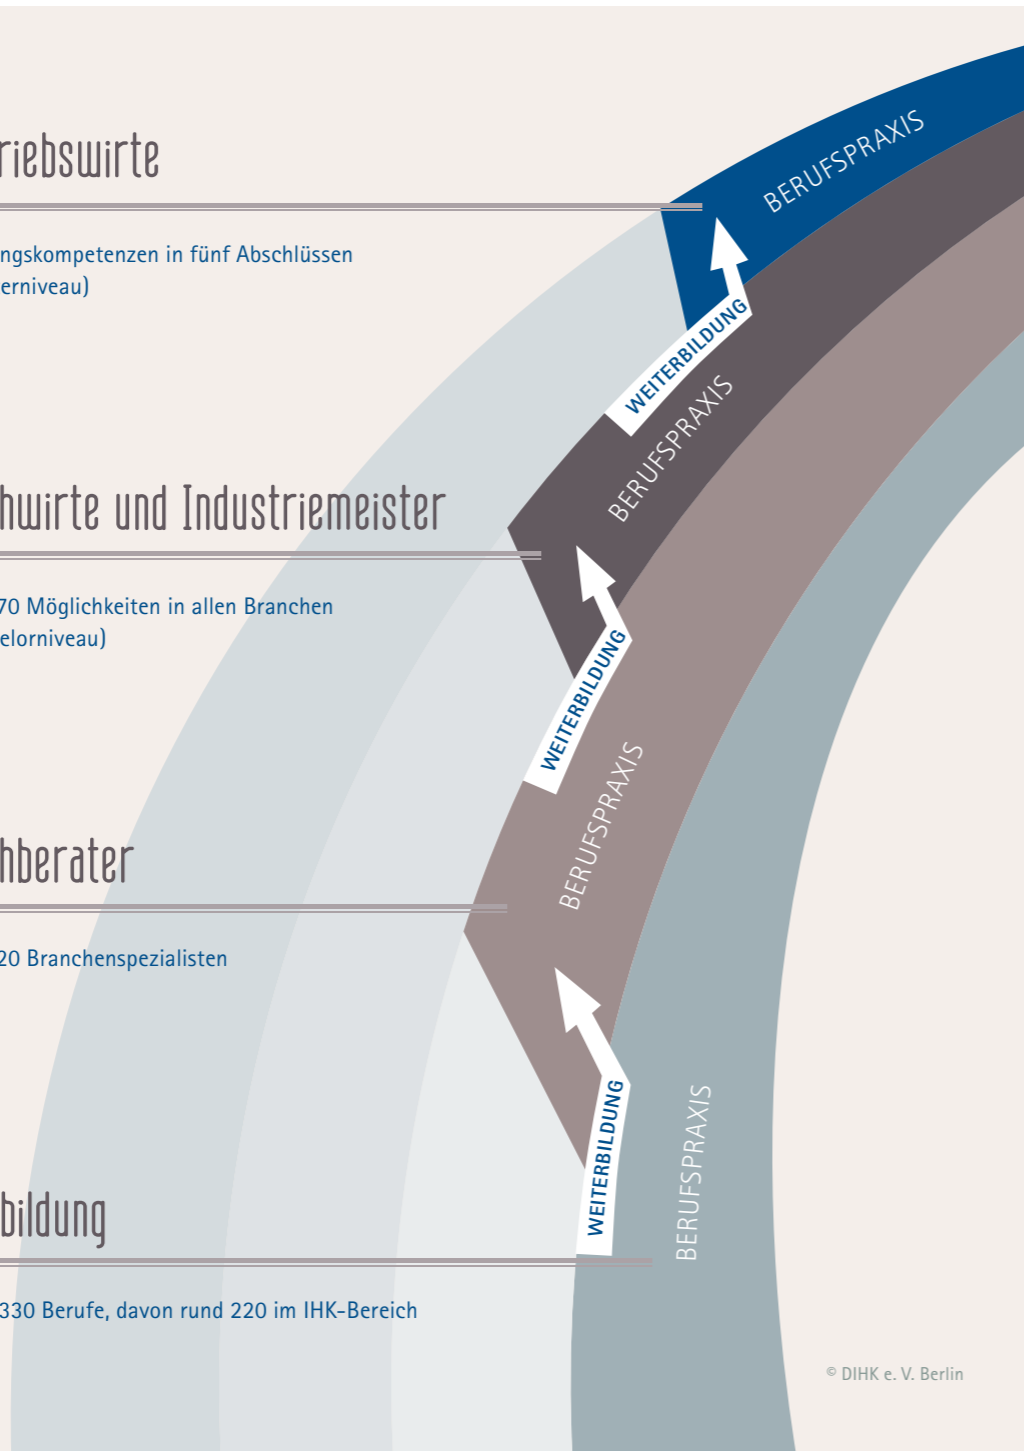 riebswirte
BERUFSPRAXIS
ngskompetenzen in fünf Abschlüssen
erniveau)
WEITERBILDUNG
BERUFSPRAXIS
hwirte und Industriemeister
70 Möglichkeiten in allen Branchen
elorniveau)
WEITERBILDUNG
BERUFSPRAXIS
hberater
20 Branchenspezialisten
WEITERBILDUNG
BERUFSPRAXIS
bildung
330 Berufe, davon rund 220 im IHK-Bereich
© DIHK e. V. Berlin